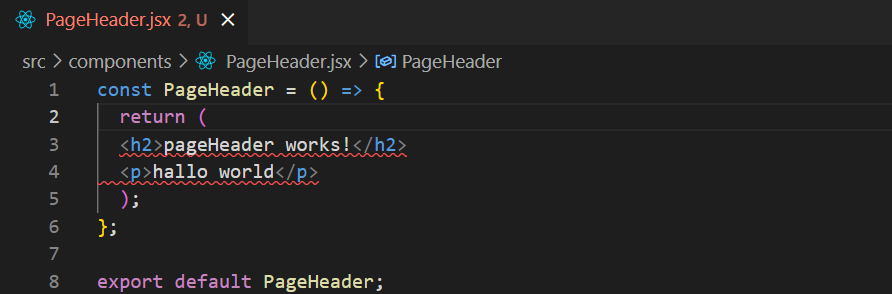 PageHeader.jsx 2, U
src > components > PageHeader.jsx > PageHeader
1 const PageHeader = () => {
2 return (
3 <h2>pageHeader works!</h2>
4 <p>hallo world</p>
5 );
6 };
7
8 export default PageHeader;